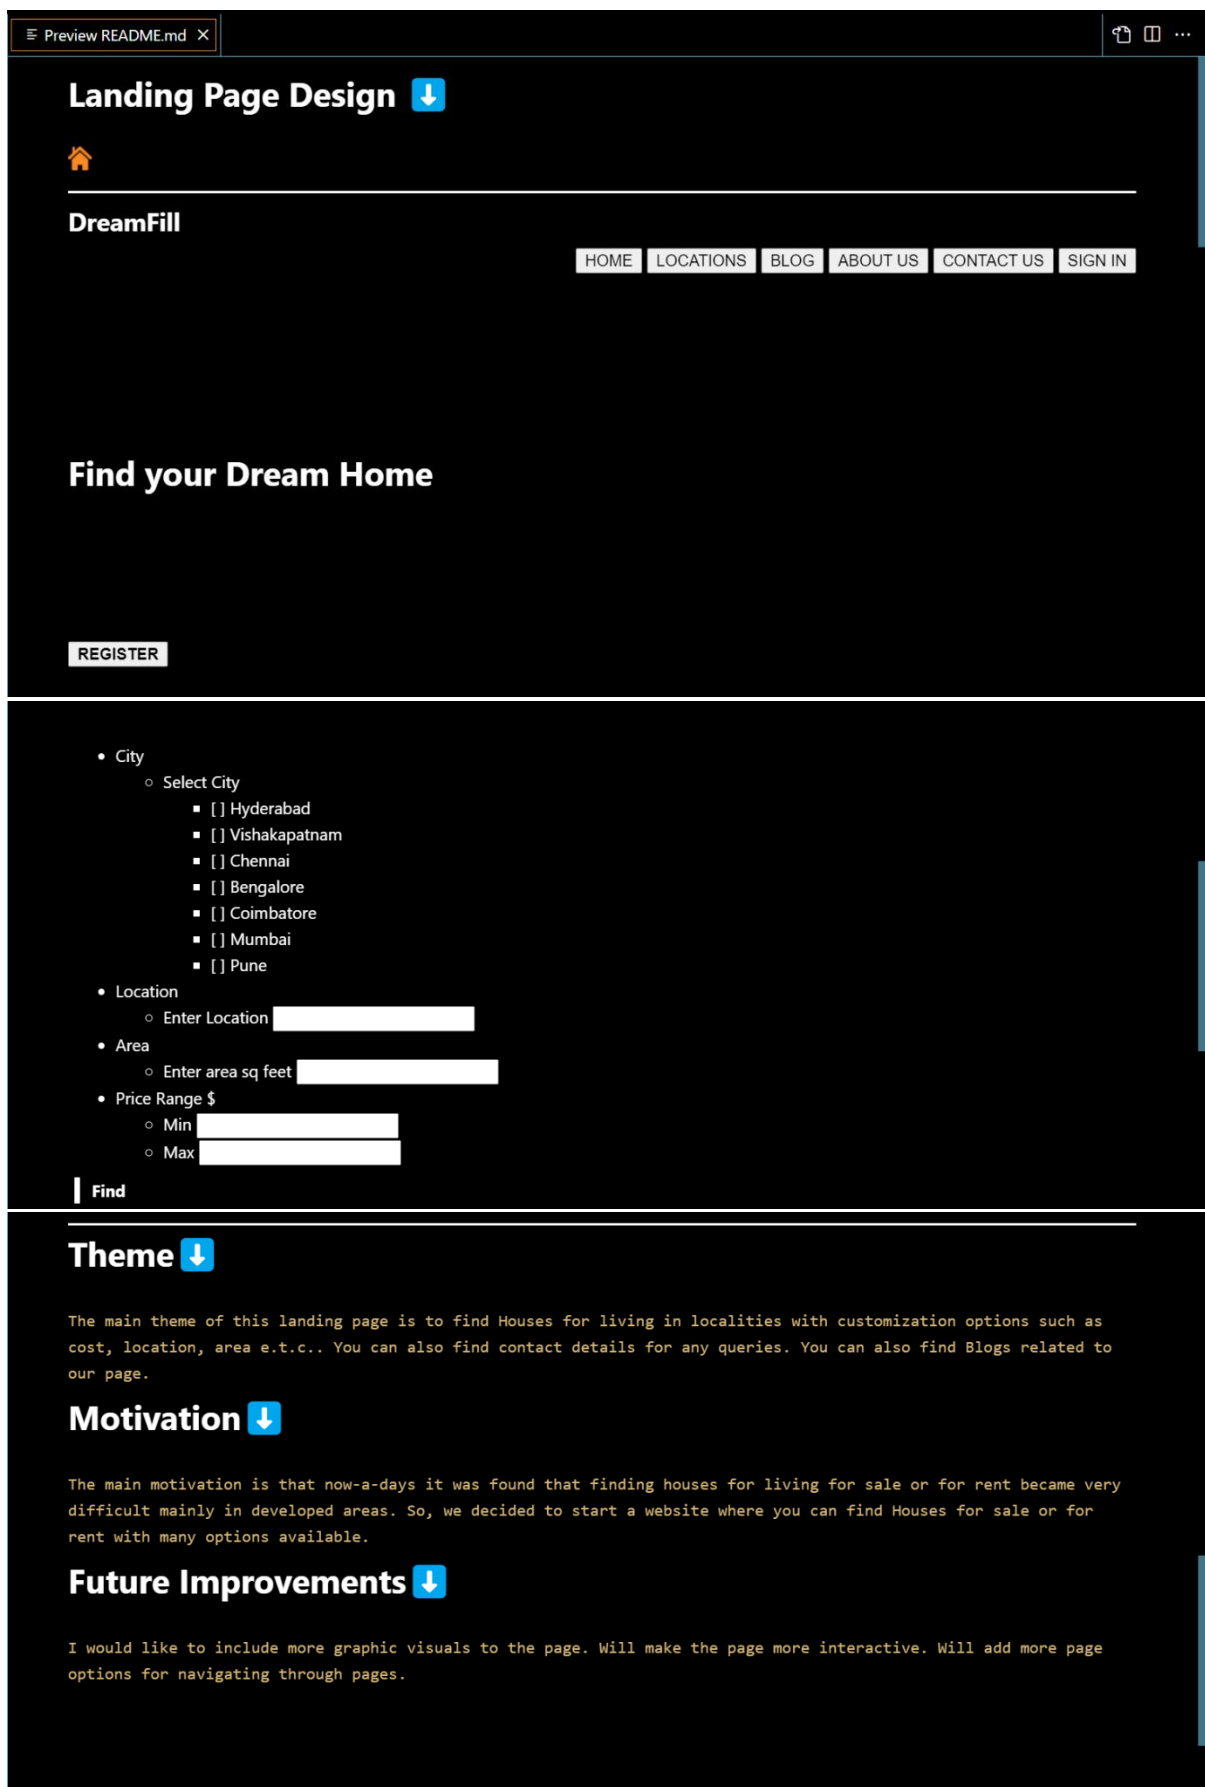 Preview README.md
Landing Page Design
DreamFill
HOME LOCATIONS BLOG ABOUT US CONTACT US SIGN IN
Find your Dream Home
REGISTER
City
Select City
[ ] Hyderabad
[ ] Vishakapatnam
[ ] Chennai
[ ] Bengalore
[ ] Coimbatore
[ ] Mumbai
[ ] Pune
Location
Enter Location
Area
Enter area sq feet
Price Range $
Min
Max
Find
Theme
The main theme of this landing page is to find Houses for living in localities with customization options such as
cost, location, area e.t.c.. You can also find contact details for any queries. You can also find Blogs related to
our page.
Motivation
The main motivation is that now-a-days it was found that finding houses for living for sale or for rent became very
difficult mainly in developed areas. So, we decided to start a website where you can find Houses for sale or for
rent with many options available.
Future Improvements
I would like to include more graphic visuals to the page. Will make the page more interactive. Will add more page
options for navigating through pages.